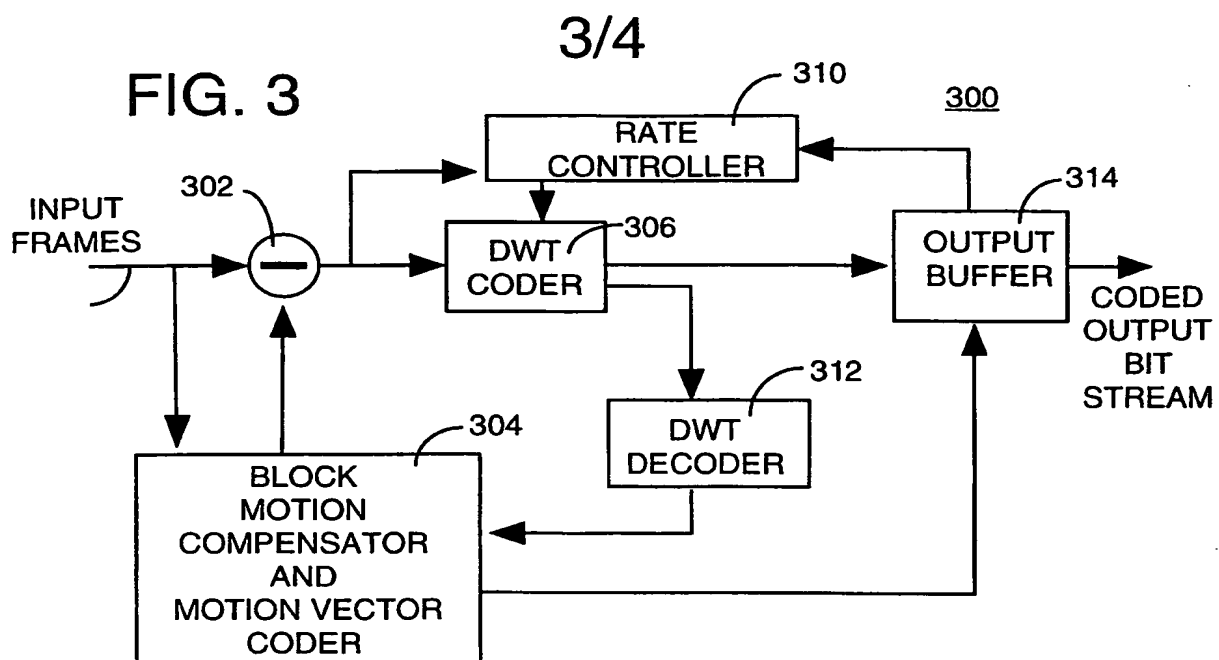 3/4
FIG. 3
310
300
RATE
CONTROLLER
302
314
INPUT
FRAMES
306
DWT
CODER
OUTPUT
BUFFER
CODED
OUTPUT
BIT
STREAM
312
304
DWT
DECODER
BLOCK
MOTION
COMPENSATOR
AND
MOTION VECTOR
CODER